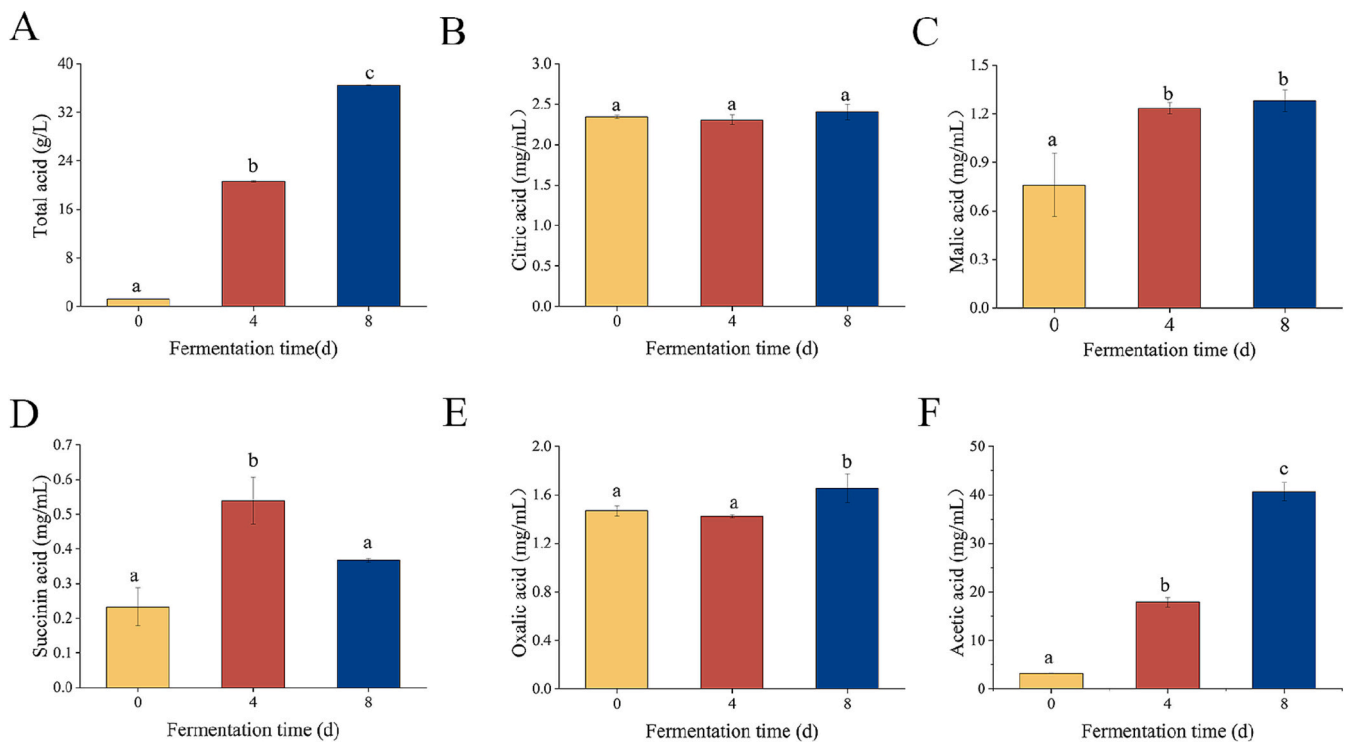 A
Total acid (g/L)
40
32
24
16
8
0
a
b
c
0 4 8
Fermentation time(d)
B
Citric acid (mg/mL)
3.0
2.5
2.0
1.5
1.0
0.5
0.0
a
a
a
0 4 8
Fermentation time (d)
C
Malic acid (mg/mL)
1.5
1.2
0.9
0.6
0.3
0.0
a
b
b
0 4 8
Fermentation time (d)
D
Succinin acid (mg/mL)
0.7
0.6
0.5
0.4
0.3
0.2
0.1
0.0
a
b
a
0 4 8
Fermentation time (d)
E
Oxalic acid (mg/mL）
2.0
1.6
1.2
0.8
0.4
0.0
a
a
b
0 4 8
Fermentation time (d)
F
Acetic acid (mg/mL）
50
40
30
20
10
0
a
b
c
0 4 8
Fermentation time (d)